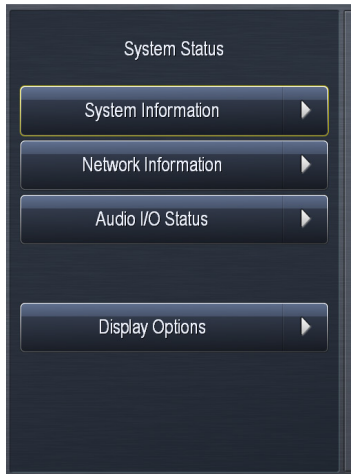 System Status
System Information
Network Information
Audio I/O Status
Display Options